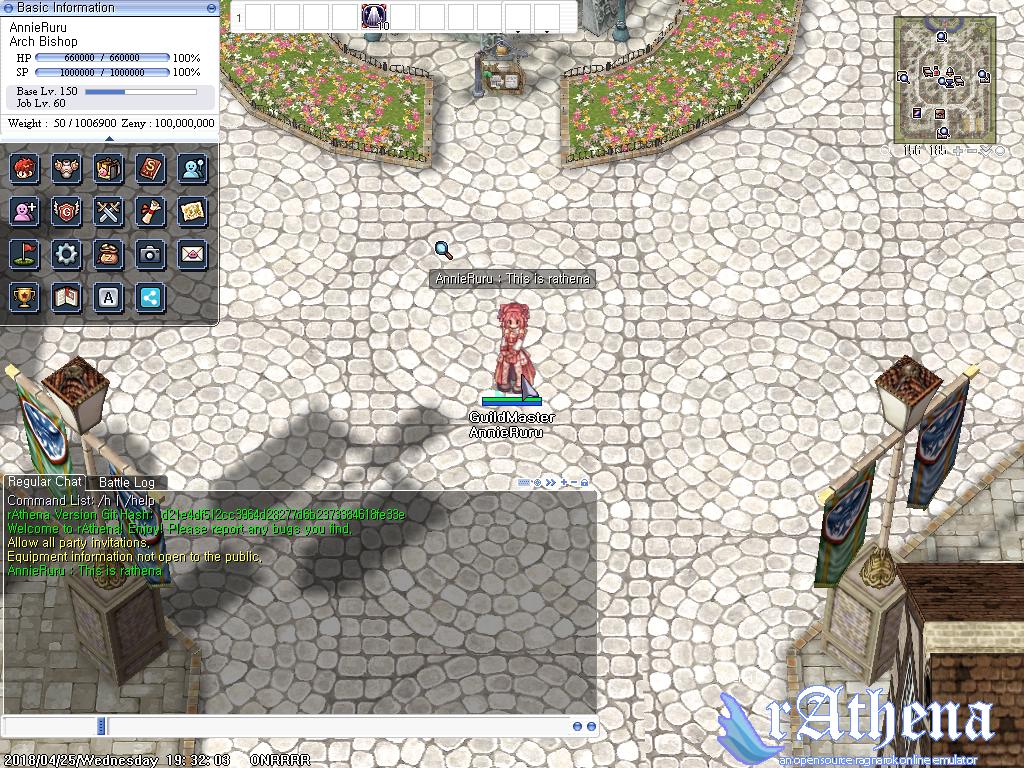 Basic Information
AnnieRuru
Arch Bishop
HP 660000 / 660000 100%
SP 1000000 / 1000000 100%
Base Lv. 150
Job Lv. 60
Weight : 50 / 1006900 Zeny : 100,000,000
1
10
166 185
AnnieRuru : This is rathena
GuildMaster
AnnieRuru
Regular Chat
Battle Log
Command List: /h | /help
rAthena Version Git Hash:
Welcome to rAthena! Enjoy! Please report any bugs you find.
Allow all party invitations.
Equipment information not open to the public.
AnnieRuru : This is rathena
2018/04/25/Wednesday 19:32:03 ONRRRR
rAthena
an opensource ragnarok online emulator